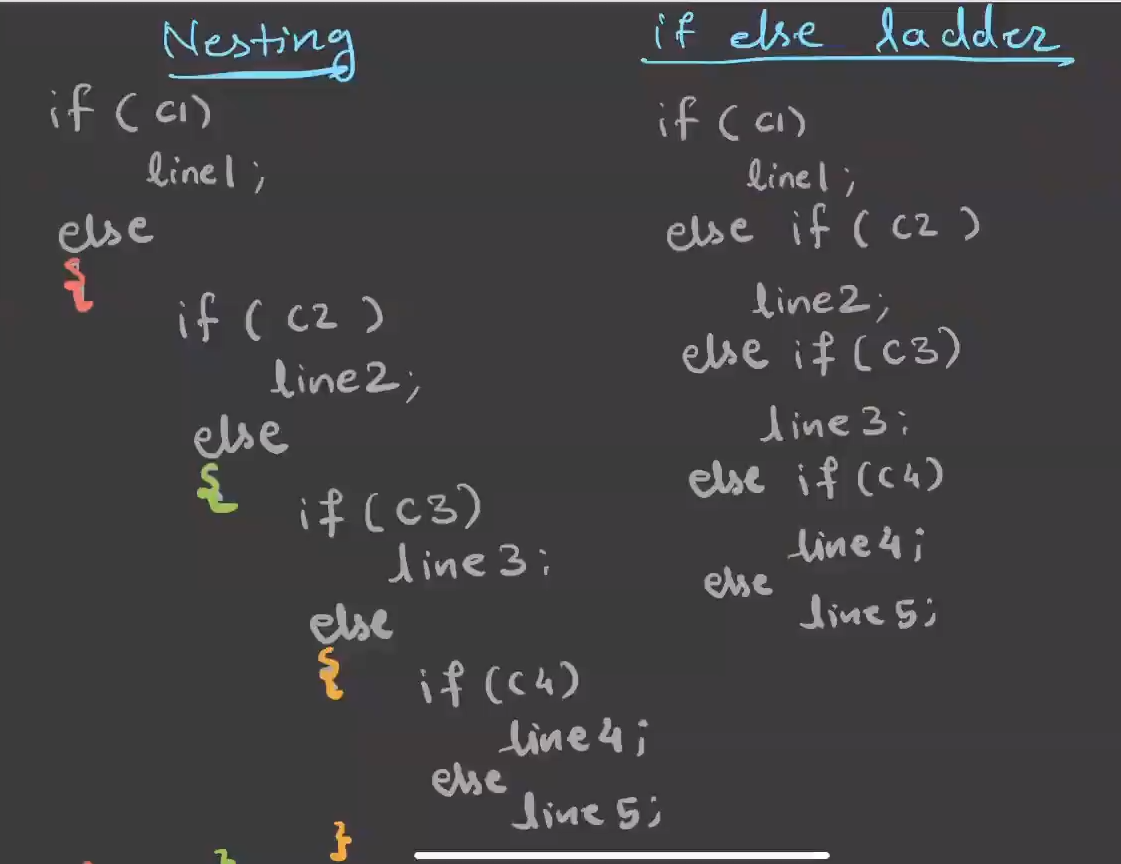 Nesting
if (C1)
line1;
else
{
if (C2)
line2;
else
{
if (C3)
line3;
else
{
if (C4)
line4;
else
line5;
}
}
if else ladder
if (C1)
line1;
else if (C2)
line2;
else if (C3)
line3;
else if (C4)
line4;
else
line5;